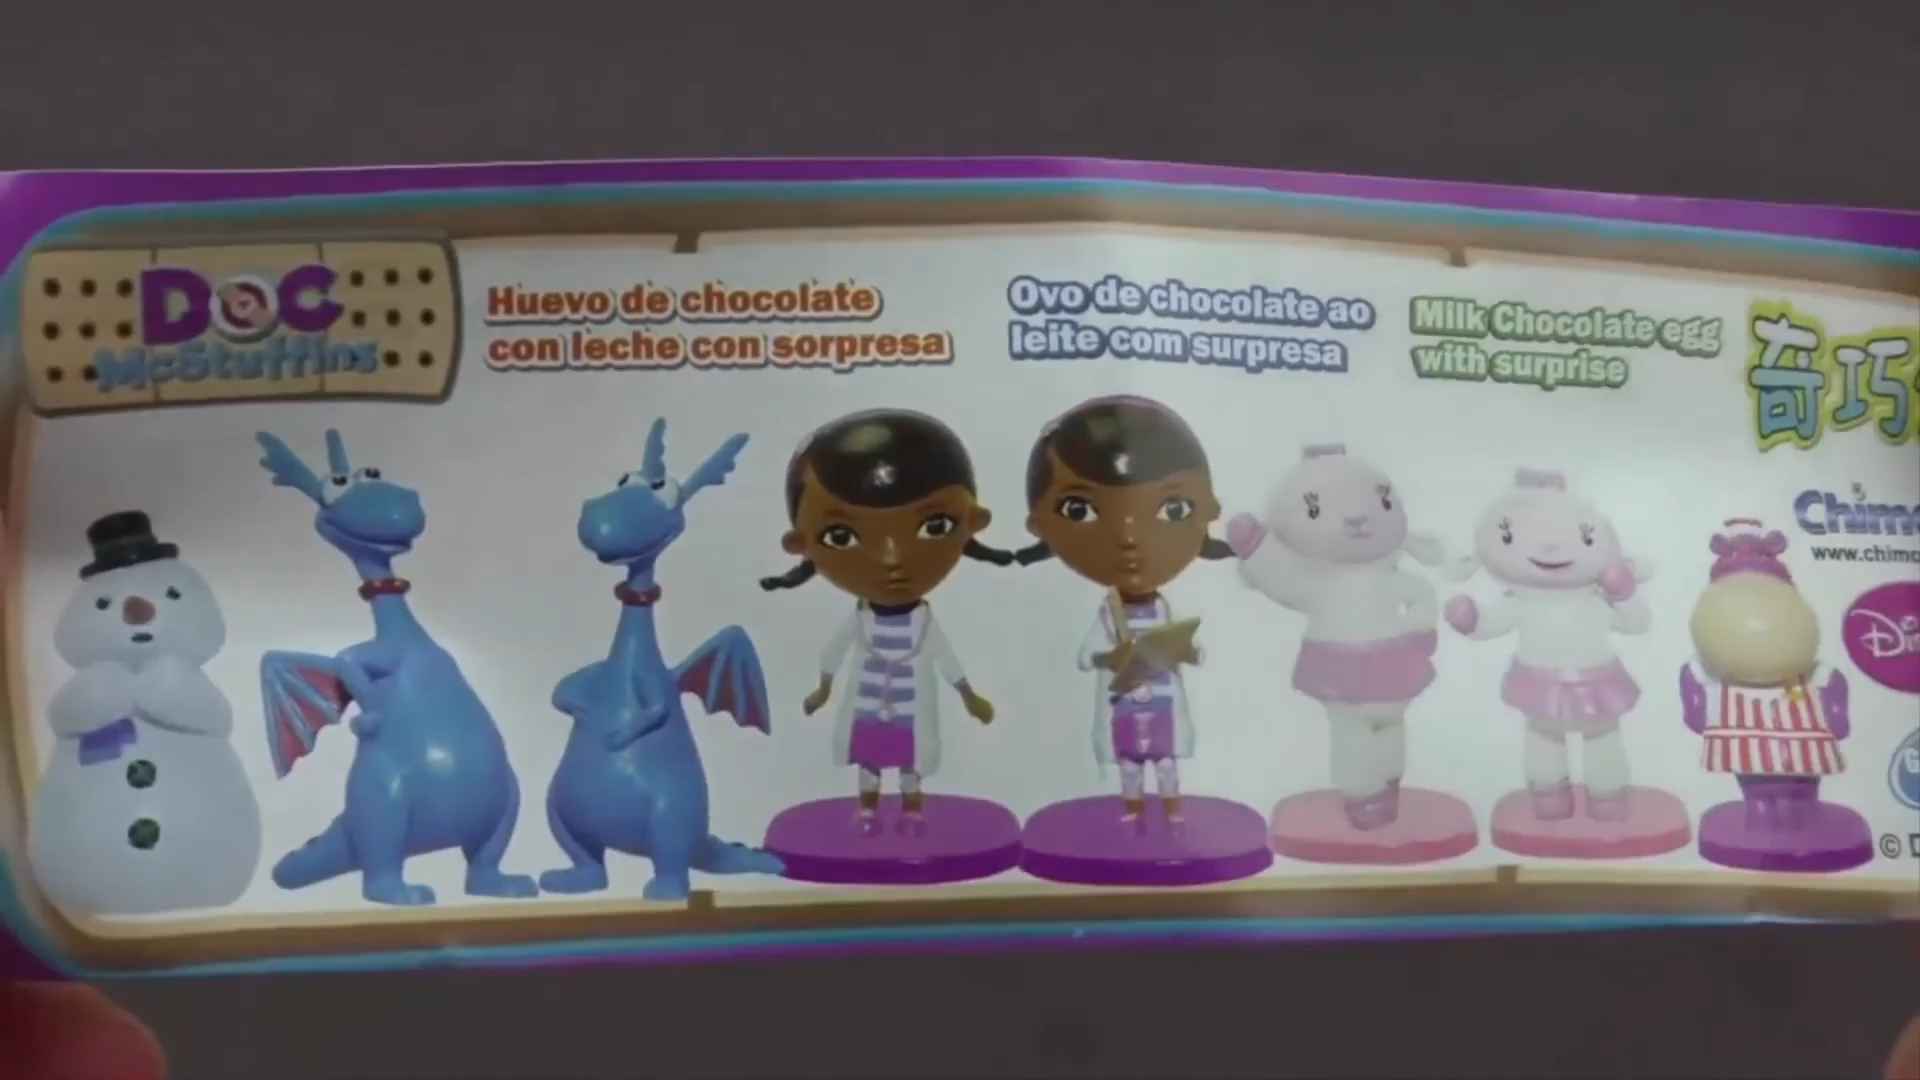 DOC
McStuffins
Huevo de chocolate
con leche con sorpresa
Ovo de chocolate ao
leite com surpresa
Milk Chocolate egg
with surprise
奇巧
Chim
www.chim
Di
©